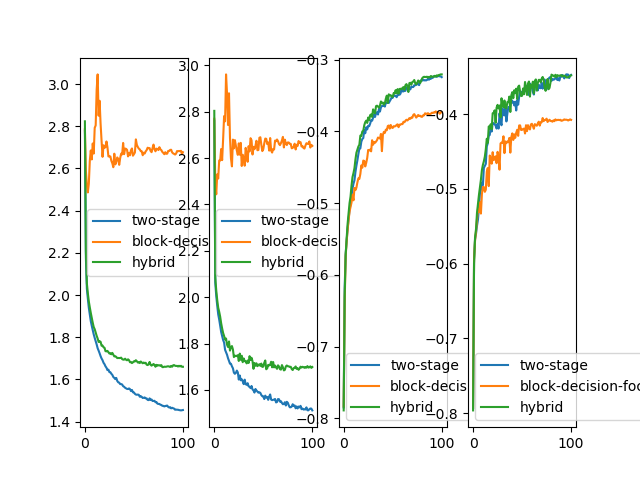 3.0
2.8
2.6
2.4
2.2
2.0
1.8
1.6
1.4
0
100
two-stage
block-decis
hybrid
3.0
2.8
2.6
2.4
2.0
1.8
1.6
0
100
two-stage
block-decis
hybrid
−0.3
−0.4
−0.5
−0.6
−0.7
−0.8
0
100
two-stage
block-decis
hybrid
−0.4
−0.5
−0.6
−0.7
−0.8
0
100
two-stage
block-decision-foc
hybrid